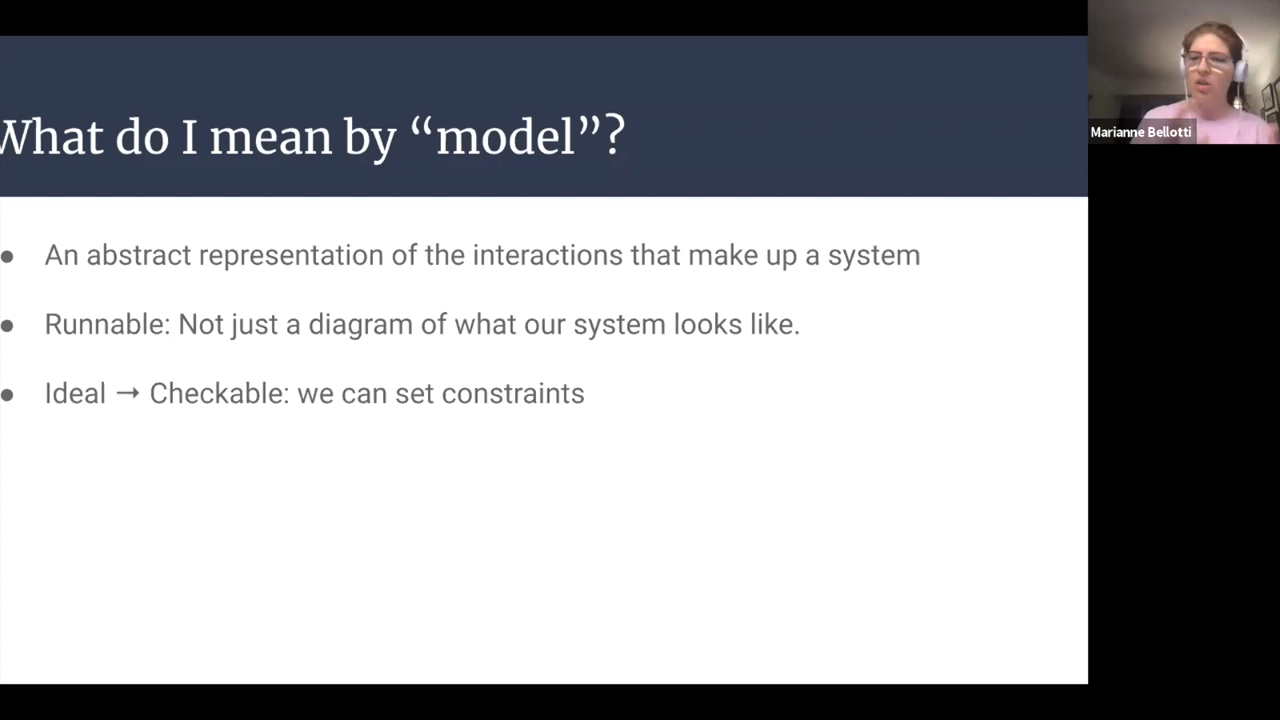 What do I mean by “model”?
● An abstract representation of the interactions that make up a system
● Runnable: Not just a diagram of what our system looks like.
● Ideal → Checkable: we can set constraints
Marianne Bellotti